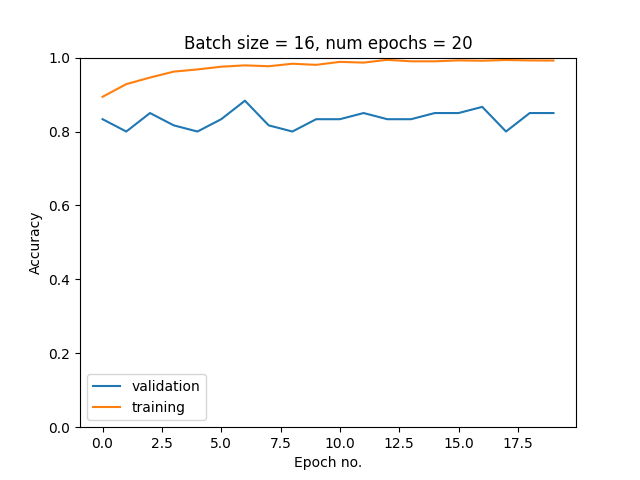 Batch size = 16, num epochs = 20
1.0
0.8
0.6
0.4
0.2
0.0
Accuracy
validation
training
0.0 2.5 5.0 7.5 10.0 12.5 15.0 17.5
Epoch no.